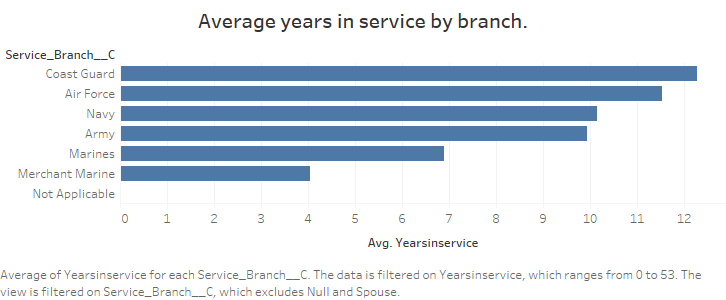 Average years in service by branch.
Service_Branch__C
Coast Guard
Air Force
Navy
Army
Marines
Merchant Marine
Not Applicable
0 1 2 3 4 5 6 7 8 9 10 11 12
Avg. Yearsinservice
Average of Yearsinservice for each Service_Branch__C. The data is filtered on Yearsinservice, which ranges from 0 to 53. The
view is filtered on Service_Branch__C, which excludes Null and Spouse.